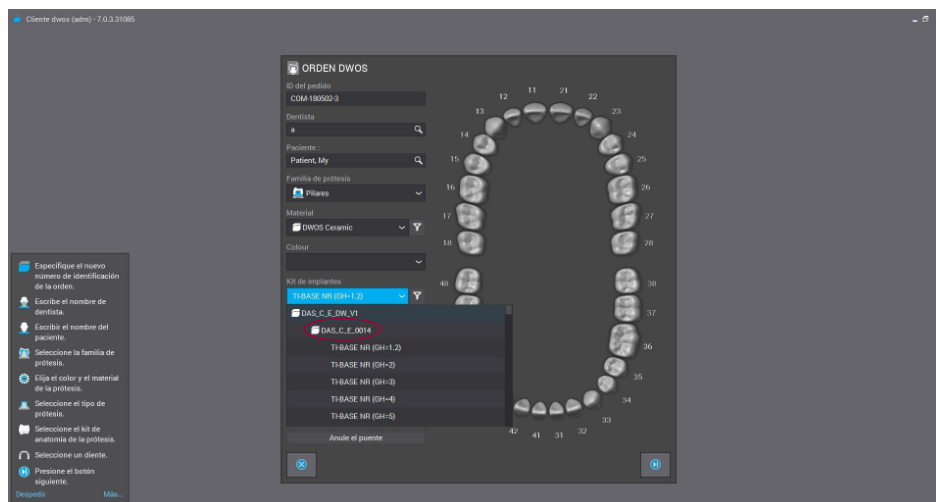 Cliente dwos (adm) - 7.0.3.31085
ORDEN DWOS
ID del pedido
COM-180502-3
Dentista
a
Paciente :
Patient, My
Familia de prótesis
Pilares
Material
DWOS Ceramic
Colour
Kit de implantes
TI-BASE NR (GH=1.2)
DAS_C_E_DW_V1
DAS_C_E_0014
TI-BASE NR (GH=1.2)
TI-BASE NR (GH=2)
TI-BASE NR (GH=3)
TI-BASE NR (GH=4)
TI-BASE NR (GH=5)
Anule el puente
11 21
12 22
13 23
14 24
15 25
16 26
17 27
18 28
48 38
37
36
35
34
33
42 41 31 32
Especifique el nuevo
número de identificación
de la orden.
Escribe el nombre de
dentista.
Escribir el nombre del
paciente.
Seleccione la familia de
prótesis.
Elija el color y el material
de la prótesis.
Seleccione el tipo de
prótesis.
Seleccione el kit de
anatomía de la prótesis.
Seleccione un diente.
Presione el botón
siguiente.
Despedir Más...